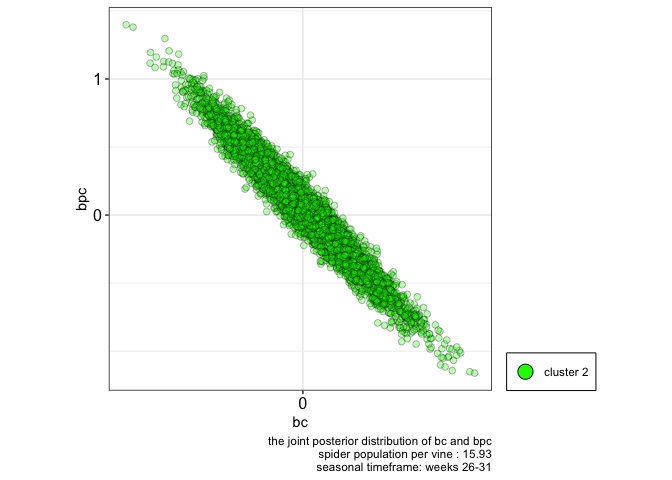 1
bpc
0
0
bc
cluster 2
the joint posterior distribution of bc and bpc
spider population per vine : 15.93
seasonal timeframe: weeks 26-31